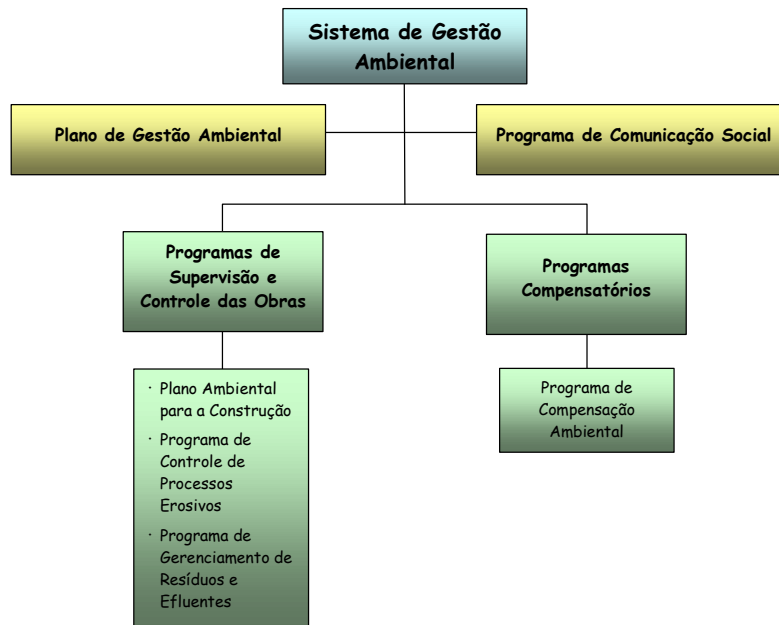 Sistema de Gestão
Ambiental
Plano de Gestão Ambiental
Programa de Comunicação Social
Programas de
Supervisão e
Controle das Obras
Programas
Compensatórios
· Plano Ambiental
para a Construção
· Programa de
Controle de
Processos
Erosivos
· Programa de
Gerenciamento de
Resíduos e
Efluentes
Programa de
Compensação
Ambiental